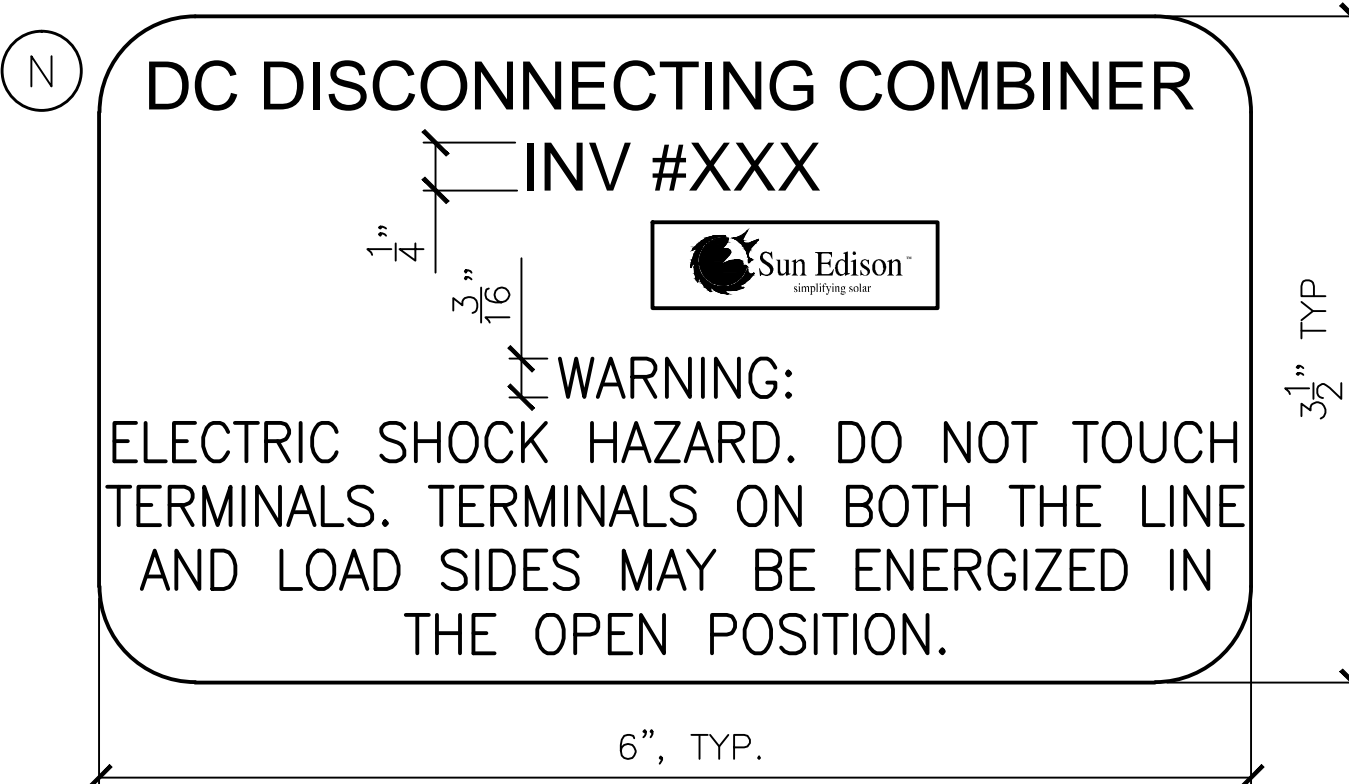 N
DC DISCONNECTING COMBINER
INV #XXX
1/4”
Sun Edison™
simplifying solar
3/16”
WARNING:
ELECTRIC SHOCK HAZARD. DO NOT TOUCH
TERMINALS. TERMINALS ON BOTH THE LINE
AND LOAD SIDES MAY BE ENERGIZED IN
THE OPEN POSITION.
3 1/2” TYP
6”, TYP.